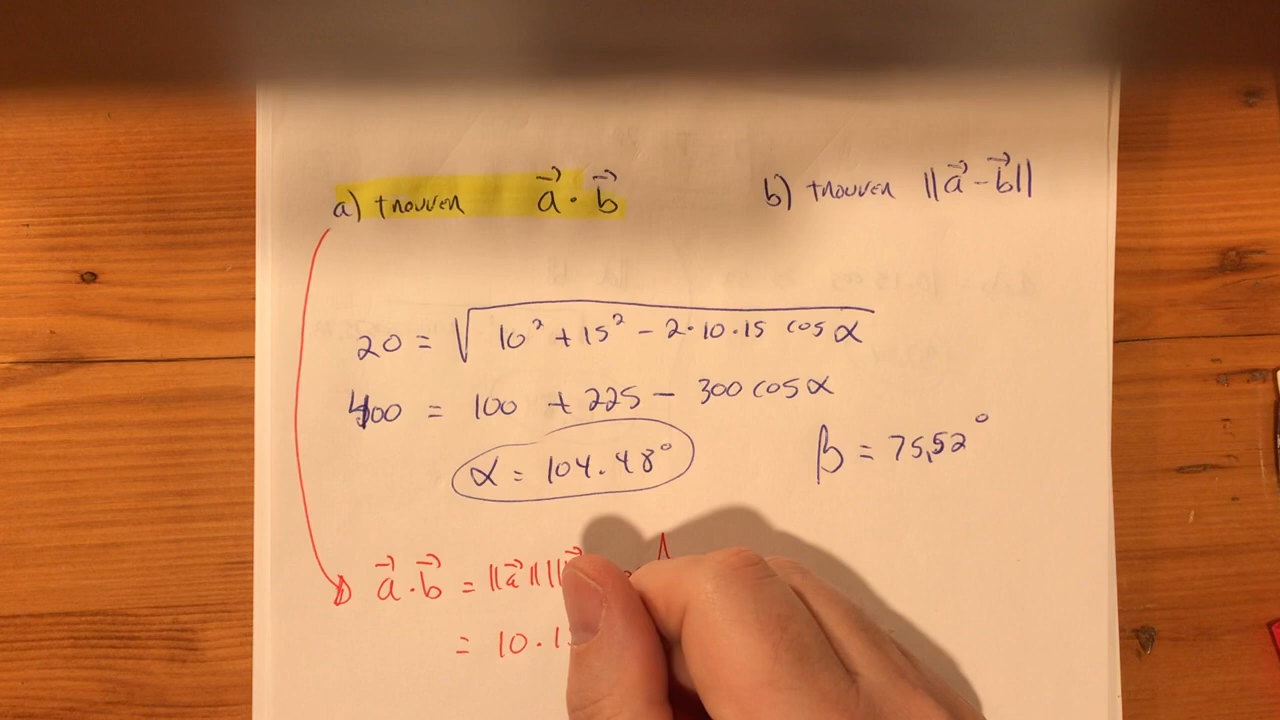 a) trouver a⃗ · b⃗
b) trouver ||a⃗ - b⃗||
20 = √(10² + 15² - 2·10·15 cos α)
400 = 100 + 225 - 300 cos α
α = 104.48°
β = 75,52°
a⃗ · b⃗ = ||a⃗|| ||
= 10 · 1